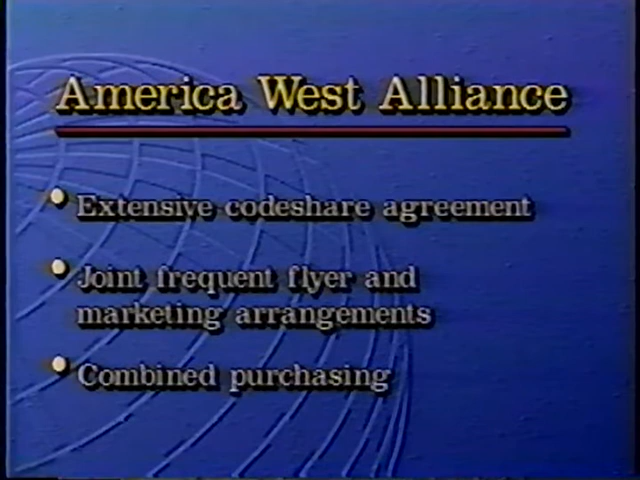 America West Alliance
• Extensive codeshare agreement
• Joint frequent flyer and
marketing arrangements
• Combined purchasing